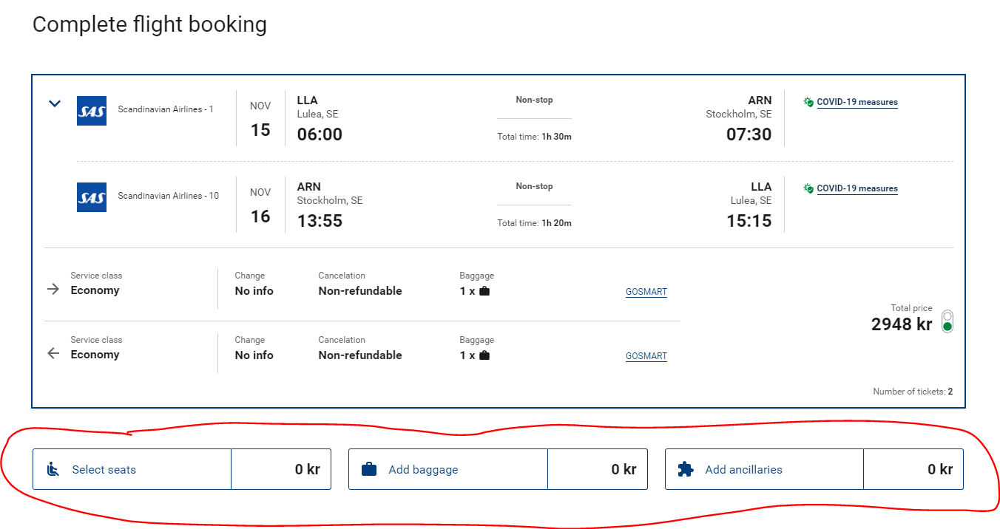 Complete flight booking
SAS Scandinavian Airlines - 1 NOV 15 LLA Lulea, SE 06:00 Non-stop Total time: 1h 30m ARN Stockholm, SE 07:30 COVID-19 measures
SAS Scandinavian Airlines - 10 NOV 16 ARN Stockholm, SE 13:55 Non-stop Total time: 1h 20m LLA Lulea, SE 15:15 COVID-19 measures
Service class Change Cancelation Baggage
Economy No info Non-refundable 1 x GOSMART
Total price
2948 kr
Service class Change Cancelation Baggage
Economy No info Non-refundable 1 x GOSMART
Number of tickets: 2
Select seats 0 kr Add baggage 0 kr Add ancillaries 0 kr